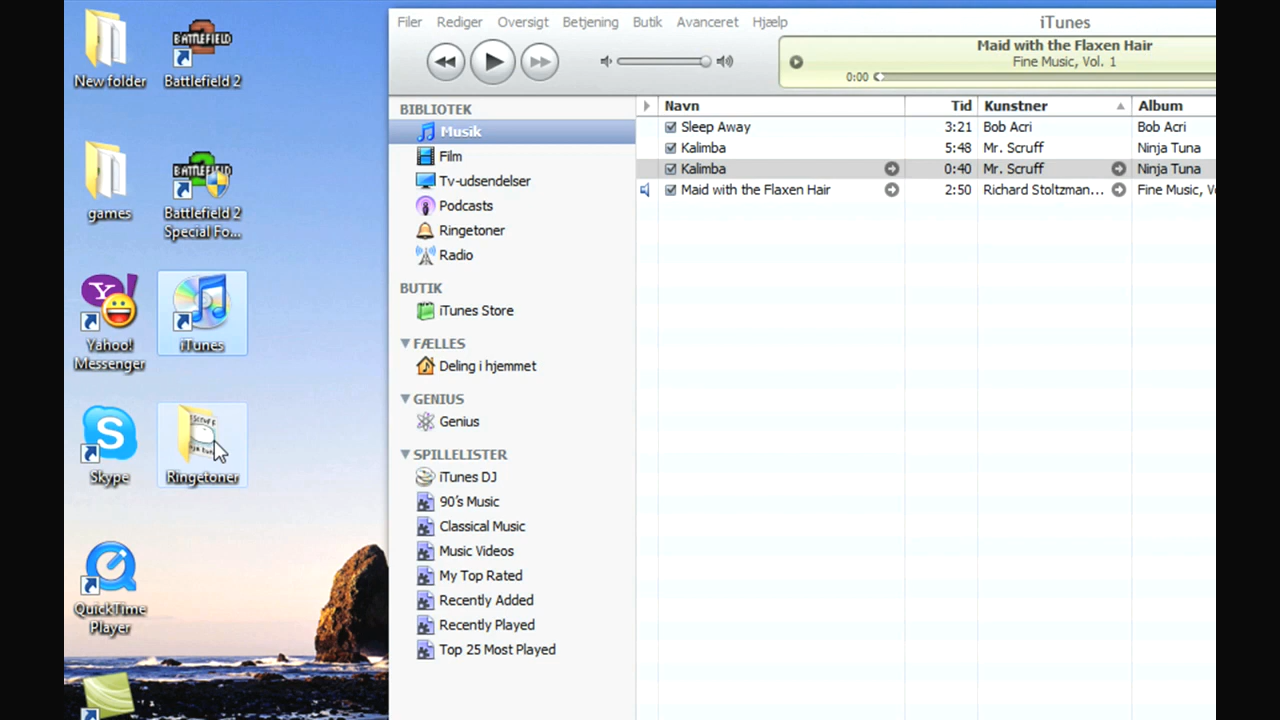 New folder
BATTLEFIELD
Battlefield 2
games
BATTLEFIELD
Battlefield 2
Special Fo...
Yahoo!
Messenger
iTunes
Skype
Ringetoner
QuickTime
Player
Filer Rediger Oversigt Betjening Butik Avanceret Hjælp
iTunes
Maid with the Flaxen Hair
Fine Music, Vol. 1
0:00
BIBLIOTEK
Musik
Film
Tv-udsendelser
Podcasts
Ringetoner
Radio
BUTIK
iTunes Store
FÆLLES
Deling i hjemmet
GENIUS
Genius
SPILLELISTER
iTunes DJ
90's Music
Classical Music
Music Videos
My Top Rated
Recently Added
Recently Played
Top 25 Most Played
Navn Tid Kunstner Album
Sleep Away 3:21 Bob Acri Bob Acri
Kalimba 5:48 Mr. Scruff Ninja Tuna
Kalimba 0:40 Mr. Scruff Ninja Tuna
Maid with the Flaxen Hair 2:50 Richard Stoltzman... Fine Music, V